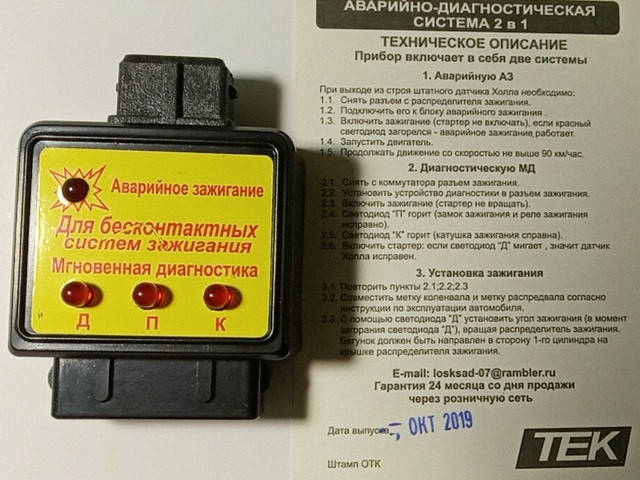 Аварийное зажигание
Для бесконтактных
систем зажигания
Мгновенная диагностика
Д П К
АВАРИЙНО-ДИАГНОСТИЧЕСКАЯ
СИСТЕМА 2 в 1
ТЕХНИЧЕСКОЕ ОПИСАНИЕ
Прибор включает в себя две системы
1. Аварийную АЗ
При выходе из строя штатного датчика Холла необходимо:
1.1. Снять разъем с распределителя зажигания.
1.2. Подключить его к блоку аварийного зажигания .
1.3. Включить зажигание (стартер не включать), если красный
светодиод загорелся - аварийное зажигание работает.
1.4. Запустить двигатель.
1.5. Продолжать движение со скоростью не выше 90 км/час.
2. Диагностическую МД
2.1. Снять с коммутатора разъем зажигания.
2.2. Установить устройство диагностики в разъем зажигания.
2.3. Включить зажигание (стартер не вращать).
2.4. Светодиод "П" горит (замок зажигания и реле зажигания
исправно).
2.5. Светодиод "К" горит (катушка зажигания справна).
2.6. Включить стартер: если светодиод "Д" мигает , значит датчик
Холла исправен.
3. Установка зажигания
3.1. Повторить пункты 2.1;2.2;2.3
3.2. Совместить метку коленвала и метку распредвала согласно
инструкции по эксплуатации автомобиля.
3.3. С помощью светодиода "Д" установить угол зажигания (в момент
загорания светодиода "Д"), вращая распределитель зажигания.
Бегунок должен быть направлен в сторону 1-го цилиндра на
крышке распределителя зажигания.
E-mail: losksad-07@rambler.ru
Гарантия 24 месяца со дня продажи
через розничную сеть
Дата выпуска ОКТ 2019
Штамп ОТК
ТЕК